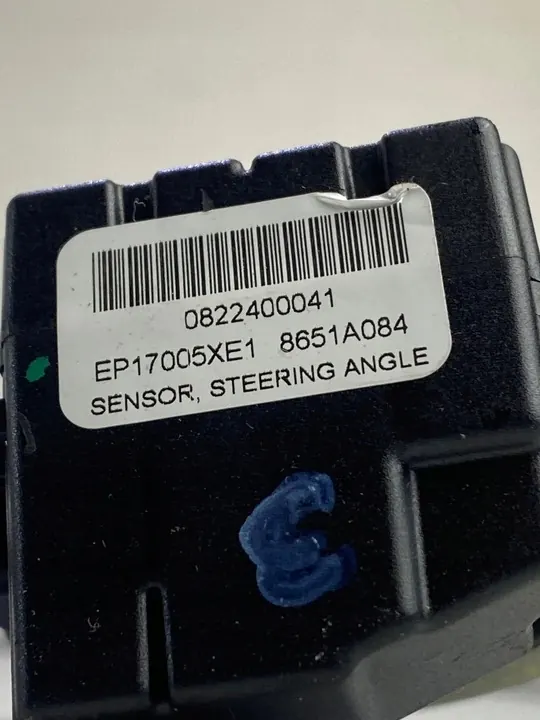 0822400041
EP17005XE1 8651A084
SENSOR, STEERING ANGLE